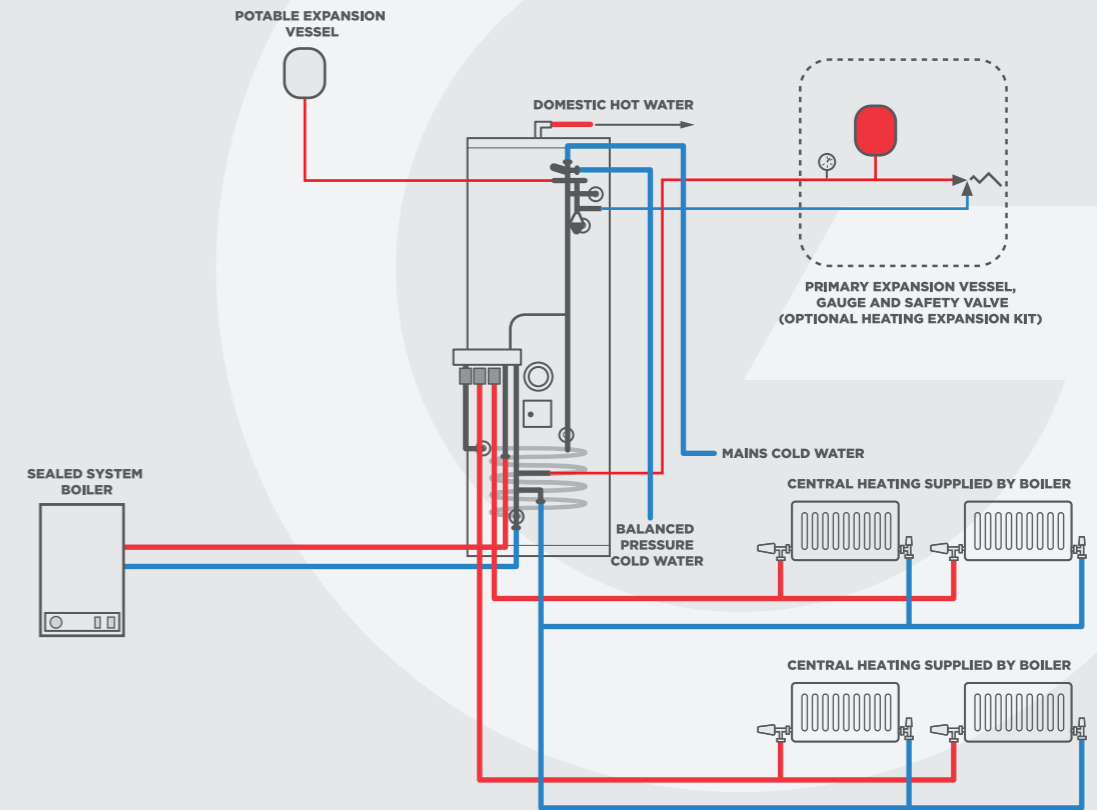 POTABLE EXPANSION
VESSEL
DOMESTIC HOT WATER
PRIMARY EXPANSION VESSEL,
GAUGE AND SAFETY VALVE
(OPTIONAL HEATING EXPANSION KIT)
MAINS COLD WATER
SEALED SYSTEM
BOILER
CENTRAL HEATING SUPPLIED BY BOILER
BALANCED
PRESSURE
COLD WATER
CENTRAL HEATING SUPPLIED BY BOILER